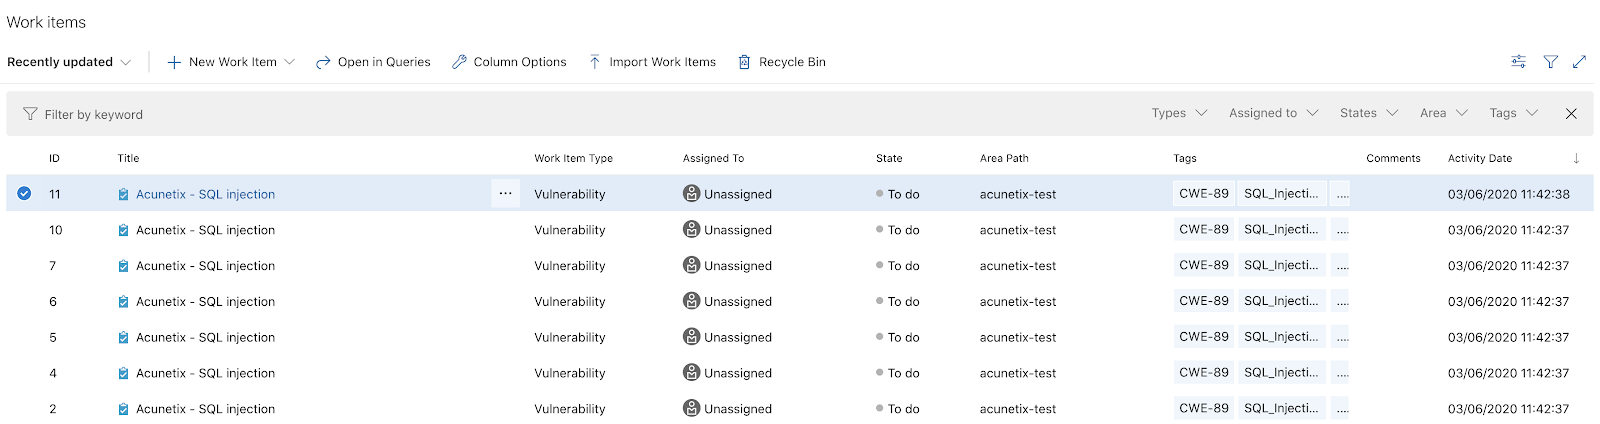 Work items
Recently updated New Work Item Open in Queries Column Options Import Work Items Recycle Bin
Filter by keyword Types Assigned to States Area Tags
ID Title Work Item Type Assigned To State Area Path Tags Comments Activity Date
11 Acunetix - SQL injection ... Vulnerability Unassigned To do acunetix-test CWE-89 SQL_Injecti... .... 03/06/2020 11:42:38
10 Acunetix - SQL injection Vulnerability Unassigned To do acunetix-test CWE-89 SQL_Injecti... .... 03/06/2020 11:42:37
7 Acunetix - SQL injection Vulnerability Unassigned To do acunetix-test CWE-89 SQL_Injecti... .... 03/06/2020 11:42:37
6 Acunetix - SQL injection Vulnerability Unassigned To do acunetix-test CWE-89 SQL_Injecti... .... 03/06/2020 11:42:37
5 Acunetix - SQL injection Vulnerability Unassigned To do acunetix-test CWE-89 SQL_Injecti... .... 03/06/2020 11:42:37
4 Acunetix - SQL injection Vulnerability Unassigned To do acunetix-test CWE-89 SQL_Injecti... .... 03/06/2020 11:42:37
2 Acunetix - SQL injection Vulnerability Unassigned To do acunetix-test CWE-89 SQL_Injecti... .... 03/06/2020 11:42:37